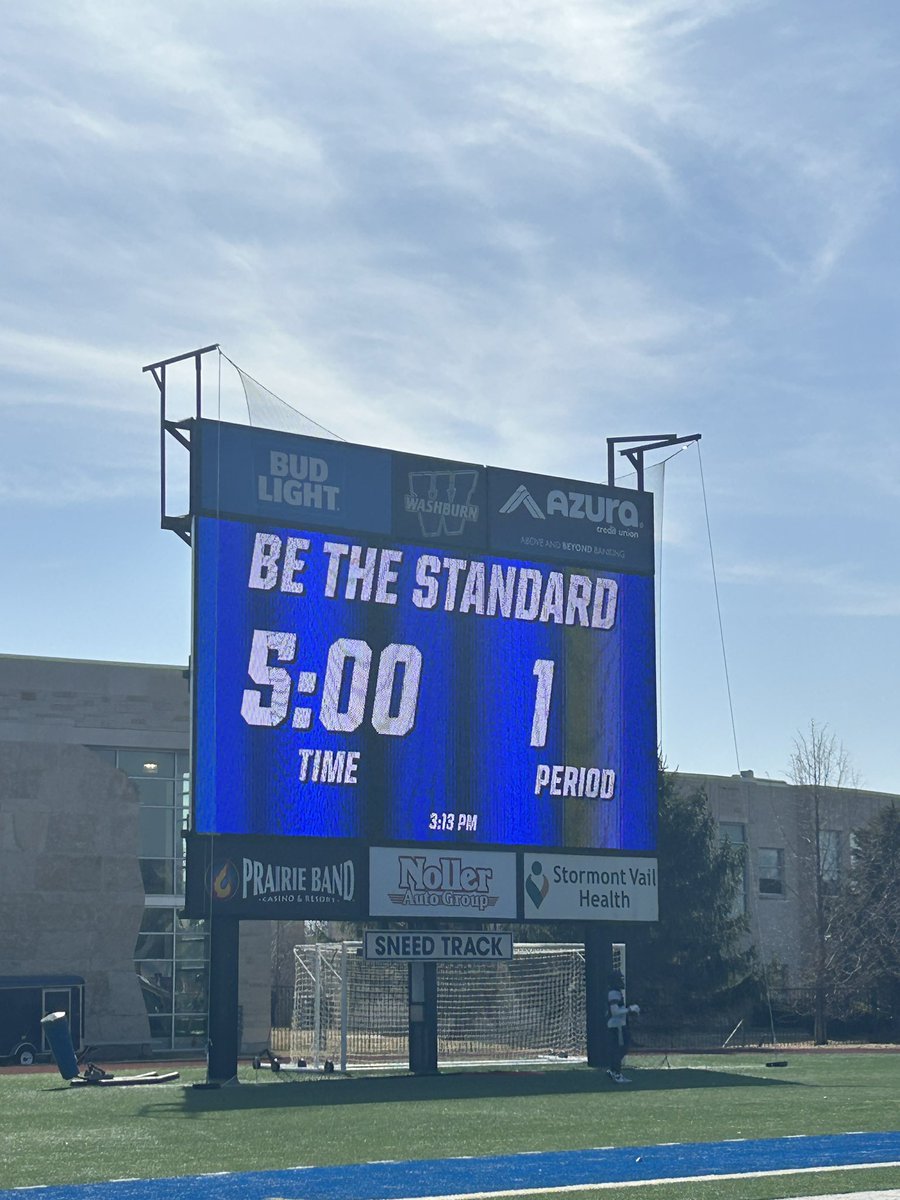 BUD
LIGHT
W
WASHBURN
AZURA
credit union
ABOVE AND BEYOND BANKING
BE THE STANDARD
5:00 1
TIME PERIOD
3:13 PM
PRAIRIE BAND
CASINO & RESORT
Noller
Auto Group
Stormont Vail
Health
SNEED TRACK